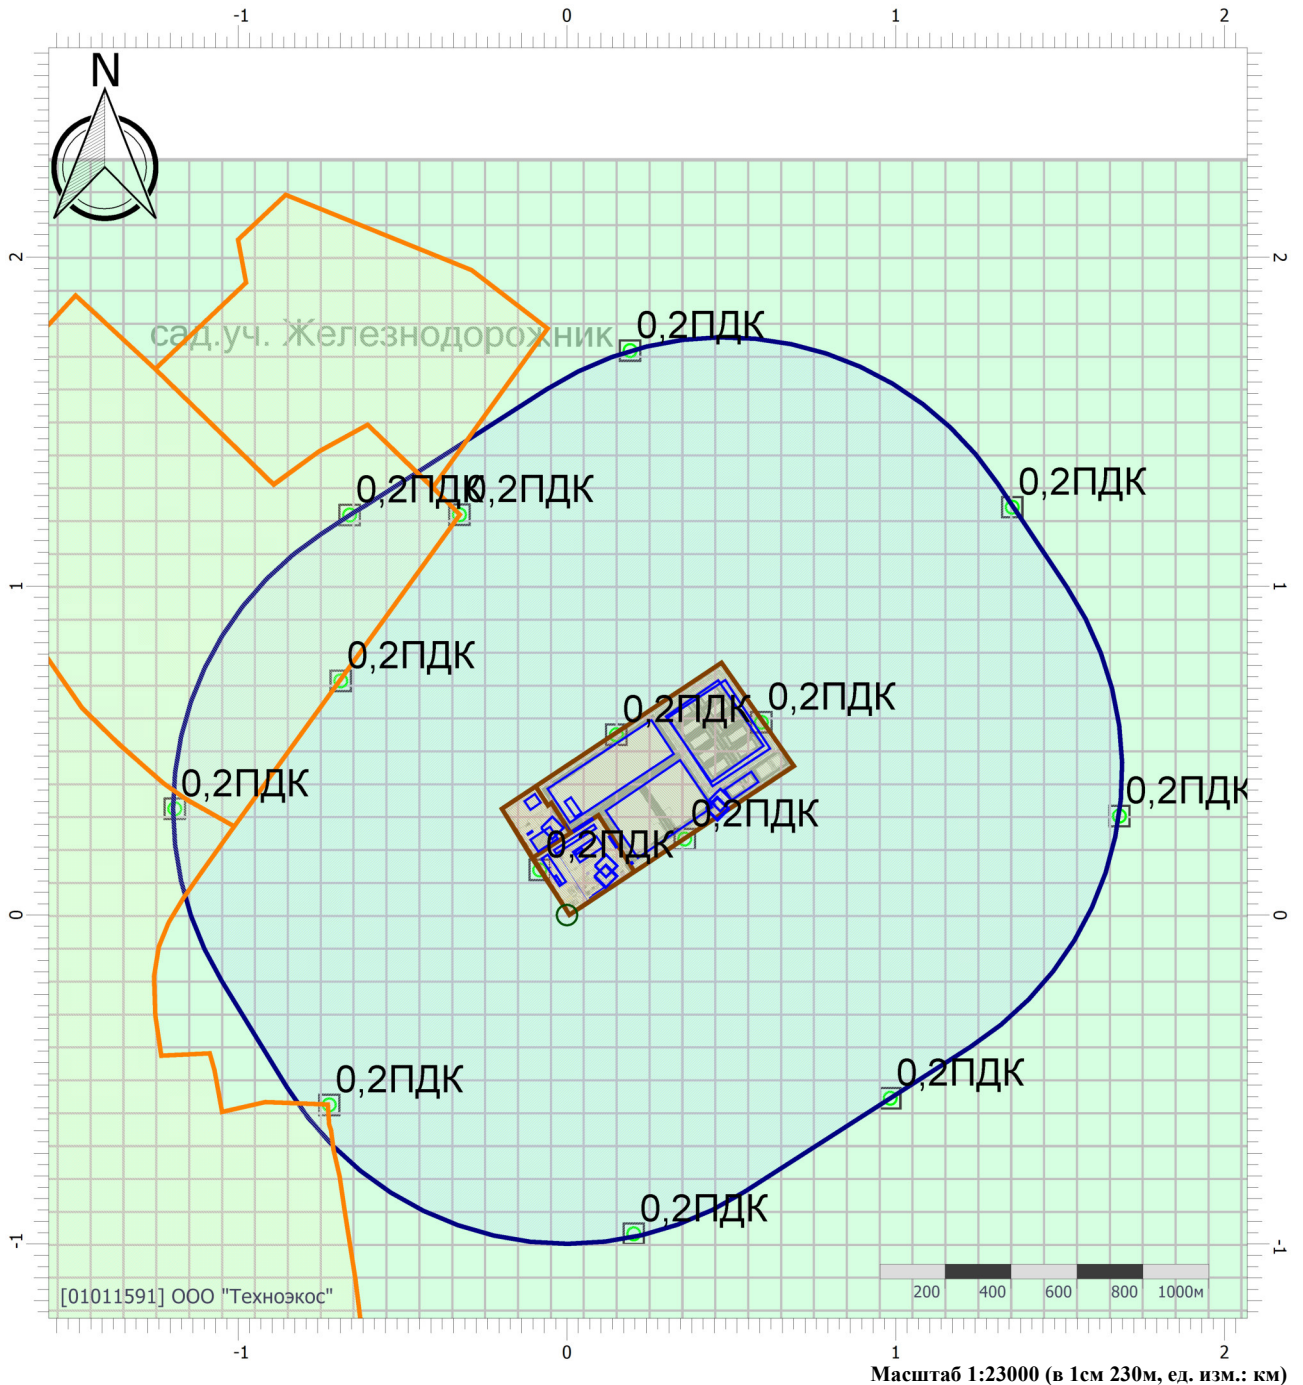 -1 0 1 2
N
2 2
сад.уч. Железнодорожник
0,2ПДК
0,2ПДК 0,2ПДК 0,2ПДК
1 1
0,2ПДК
0,2ПДК 0,2ПДК
0,2ПДК 0,2ПДК
0,2ПДК
0,2ПДК
0 0
0,2ПДК 0,2ПДК
0,2ПДК
-1 -1
200 400 600 800 1000м
[01011591] ООО "Техноэкос"
-1 0 1 2
Масштаб 1:23000 (в 1см 230м, ед. изм.: км)